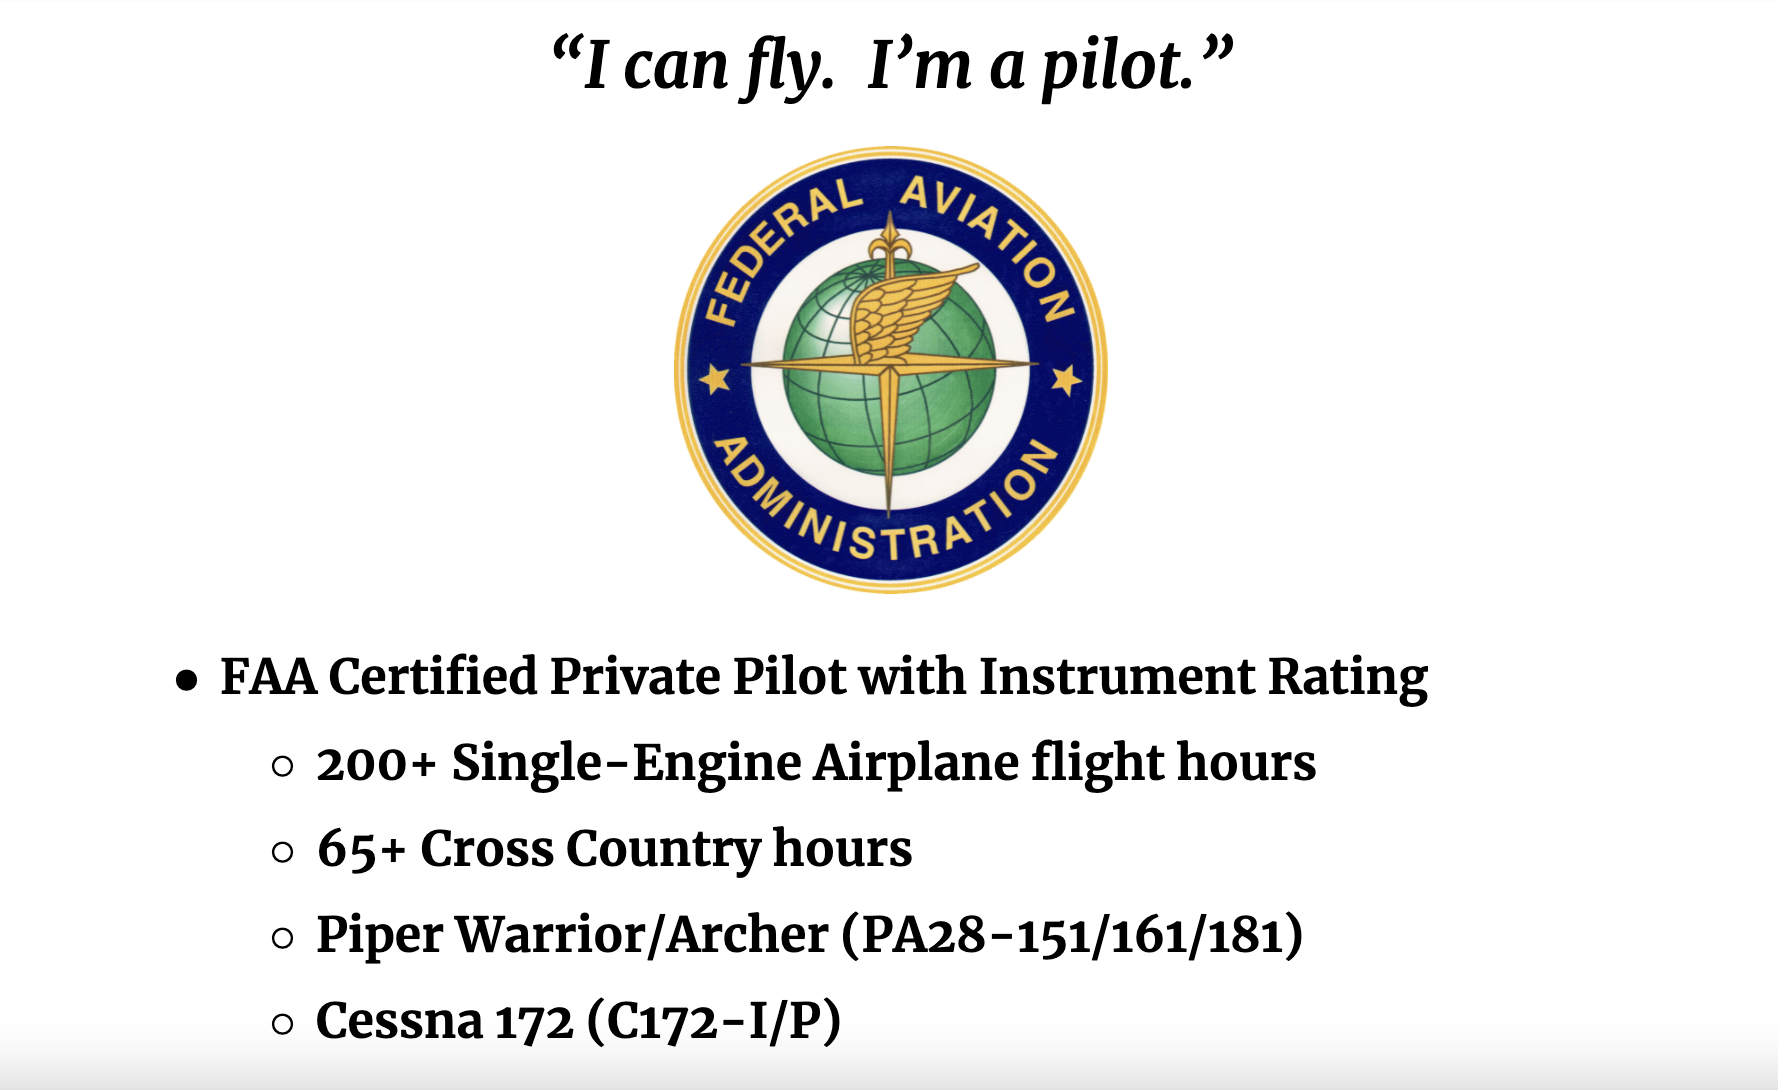 “I can fly.  I’m a pilot.”
FEDERAL AVIATION
ADMINISTRATION
● FAA Certified Private Pilot with Instrument Rating
○ 200+ Single-Engine Airplane flight hours
○ 65+ Cross Country hours
○ Piper Warrior/Archer (PA28-151/161/181)
○ Cessna 172 (C172-I/P)